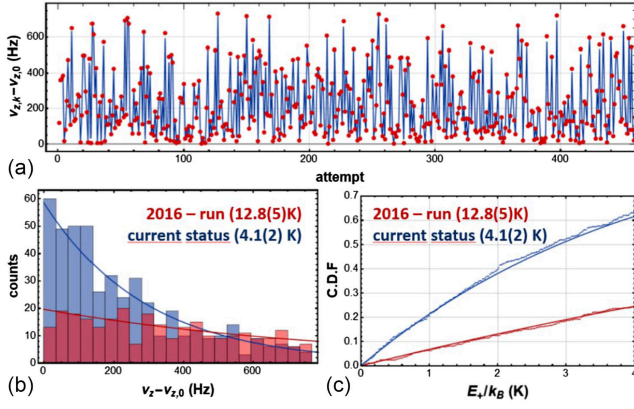 ν_{z,k}−ν_{z,0} (Hz)
600
400
200
0
0 100 200 300 400
(a)
attempt
counts
60
50
40
30
20
10
0
2016 – run (12.8(5)K)
current status (4.1(2) K)
0 200 400 600
(b)
ν_z−ν_{z,0} (Hz)
C.D.F
0.7
0.6
0.5
0.4
0.3
0.2
0.1
0.0
2016 – run (12.8(5)K)
current status (4.1(2) K)
0 1 2 3 4
(c)
E_+/k_B (K)